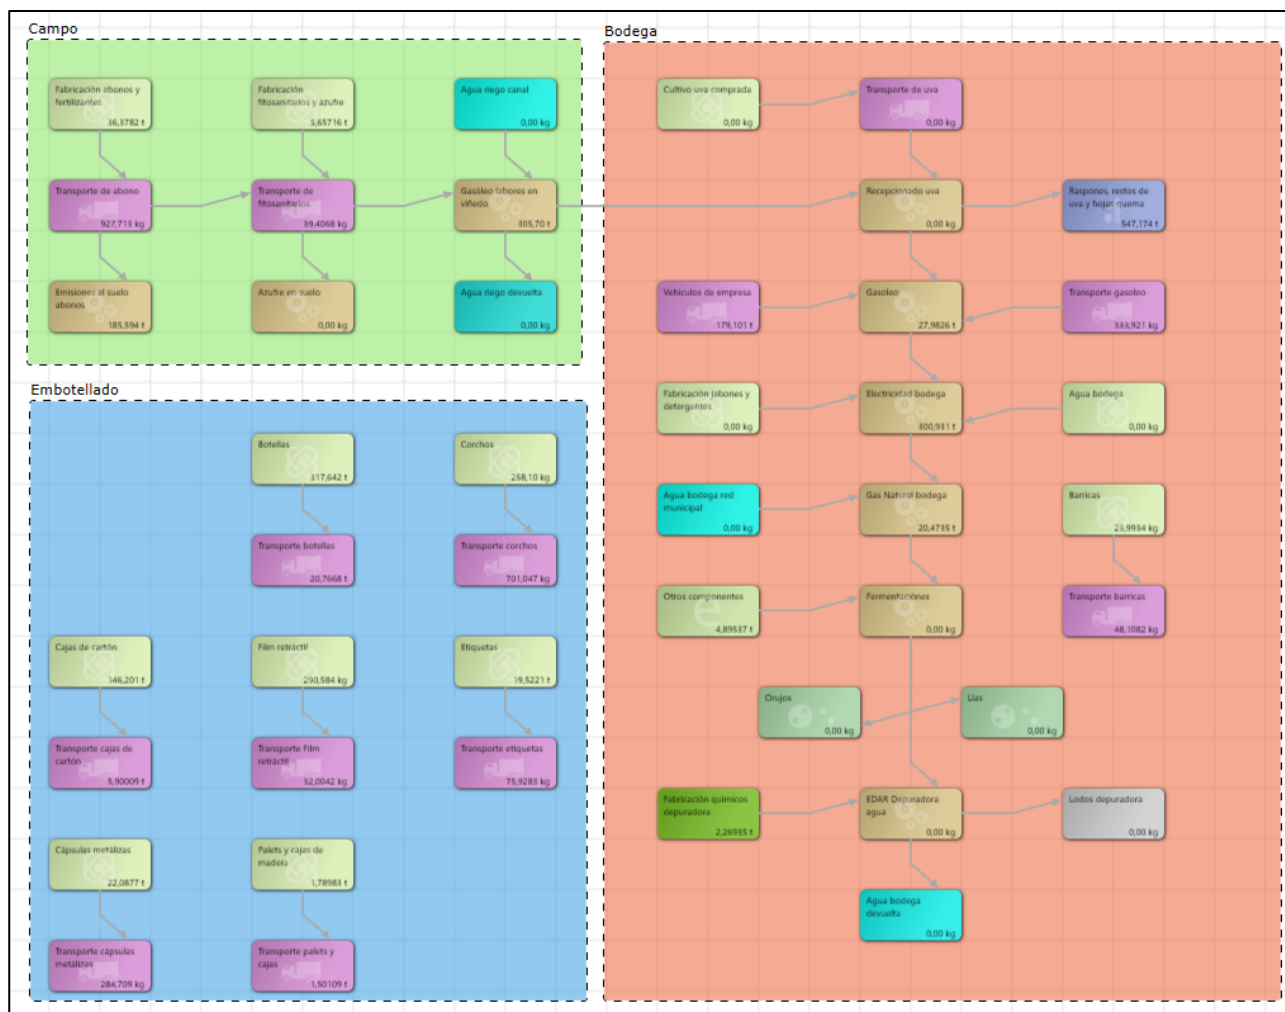 Campo
Fabricación abonos y
fertilizantes
36,3782 t
Fabricación
fitosanitarios y azufre
3,65716 t
Agua riego canal
0,00 kg
Transporte de abono
927,713 kg
Transporte de
fitosanitarios
39,4068 kg
Gasóleo labores en
viñedo
305,70 t
Emisiones al suelo
abonos
185,594 t
Azufre en suelo
0,00 kg
Agua riego devuelta
0,00 kg
Embotellado
Botellas
317,642 t
Corchos
258,10 kg
Transporte botellas
20,7668 t
Transporte corchos
701,047 kg
Cajas de cartón
146,201 t
Film retráctil
290,584 kg
Etiquetas
19,5221 t
Transporte cajas de
cartón
5,90009 t
Transporte Film
retráctil
32,0042 kg
Transporte etiquetas
75,9283 kg
Cápsulas metálizas
22,0877 t
Palets y cajas de
madera
1,78983 t
Transporte cápsulas
metálizas
284,709 kg
Transporte palets y
cajas
1,50109 t
Bodega
Cultivo uva comprada
0,00 kg
Transporte de uva
0,00 kg
Recepcionado uva
0,00 kg
Raspones, restos de
uva y hojas quema
547,174 t
Vehículos de empresa
179,101 t
Gasoleo
27,9826 t
Transporte gasoleo
333,921 kg
Fabricación jabones y
detergentes
0,00 kg
Electricidad bodega
300,931 t
Agua bodega
0,00 kg
Agua bodega red
municipal
0,00 kg
Gas Natural bodega
20,4735 t
Barricas
23,9934 kg
Otros componentes
4,89537 t
Fermentaciónes
0,00 kg
Transporte barricas
48,1082 kg
Orujos
0,00 kg
Lías
0,00 kg
Fabricación químicos
depuradora
2,26935 t
EDAR Depuradora
agua
0,00 kg
Lodos depuradora
0,00 kg
Agua bodega
devuelta
0,00 kg